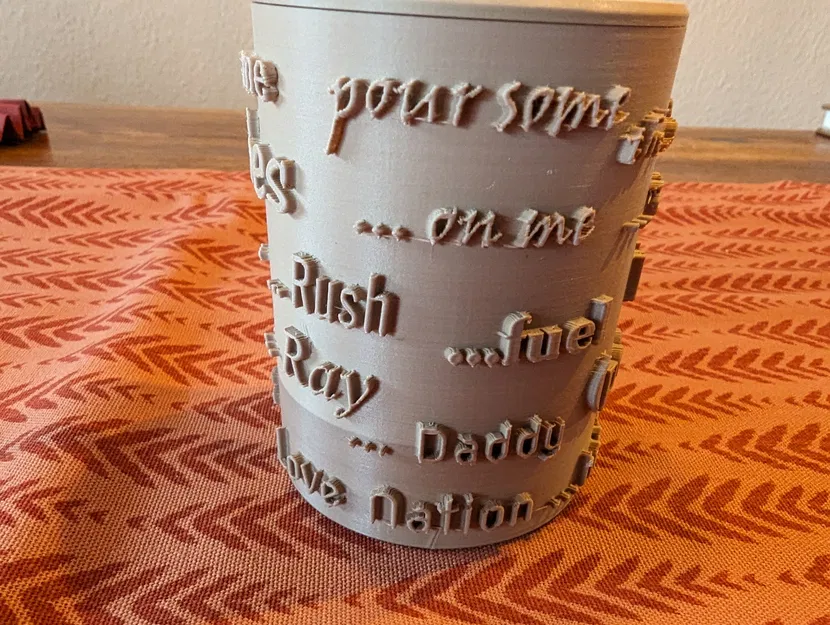 pour some
... on me
...Rush
...fuel
Ray
... Daddy
Love Nation ...